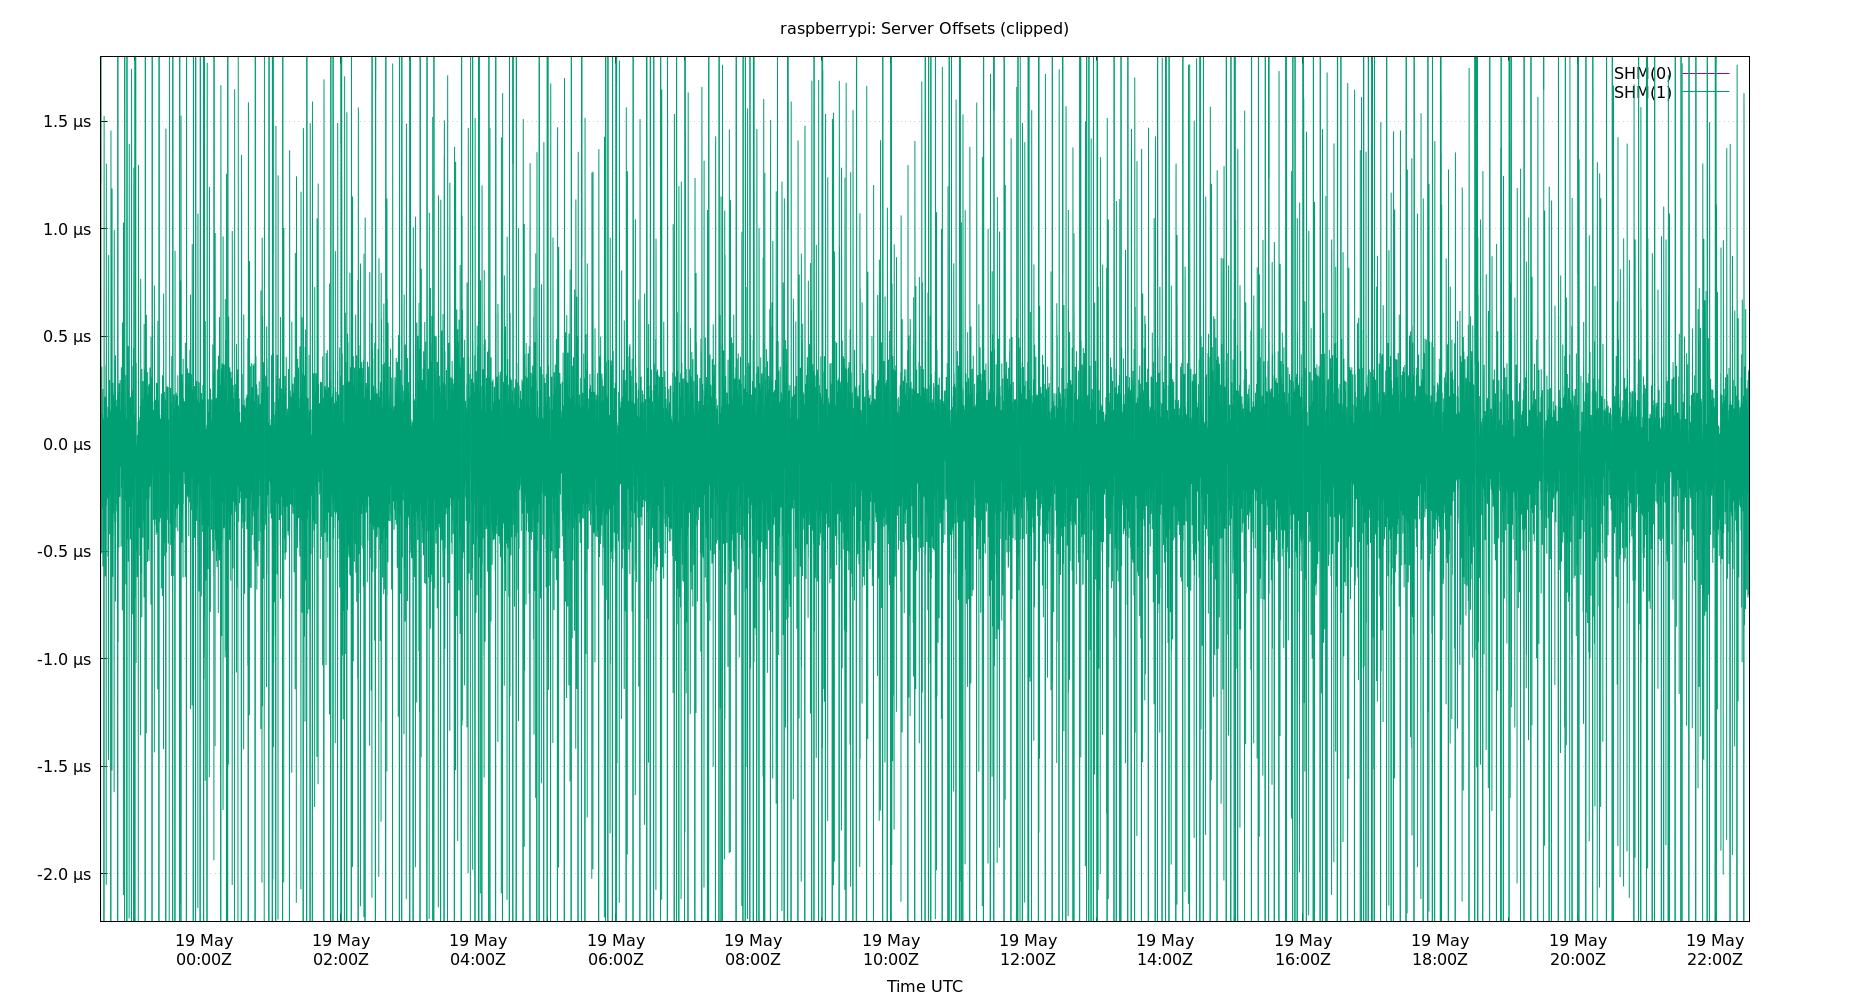 raspberrypi: Server Offsets (clipped)
SHM(0)
SHM(1)
1.5 µs
1.0 µs
0.5 µs
0.0 µs
-0.5 µs
-1.0 µs
-1.5 µs
-2.0 µs
19 May 19 May 19 May 19 May 19 May 19 May 19 May 19 May 19 May 19 May 19 May 19 May
00:00Z 02:00Z 04:00Z 06:00Z 08:00Z 10:00Z 12:00Z 14:00Z 16:00Z 18:00Z 20:00Z 22:00Z
Time UTC